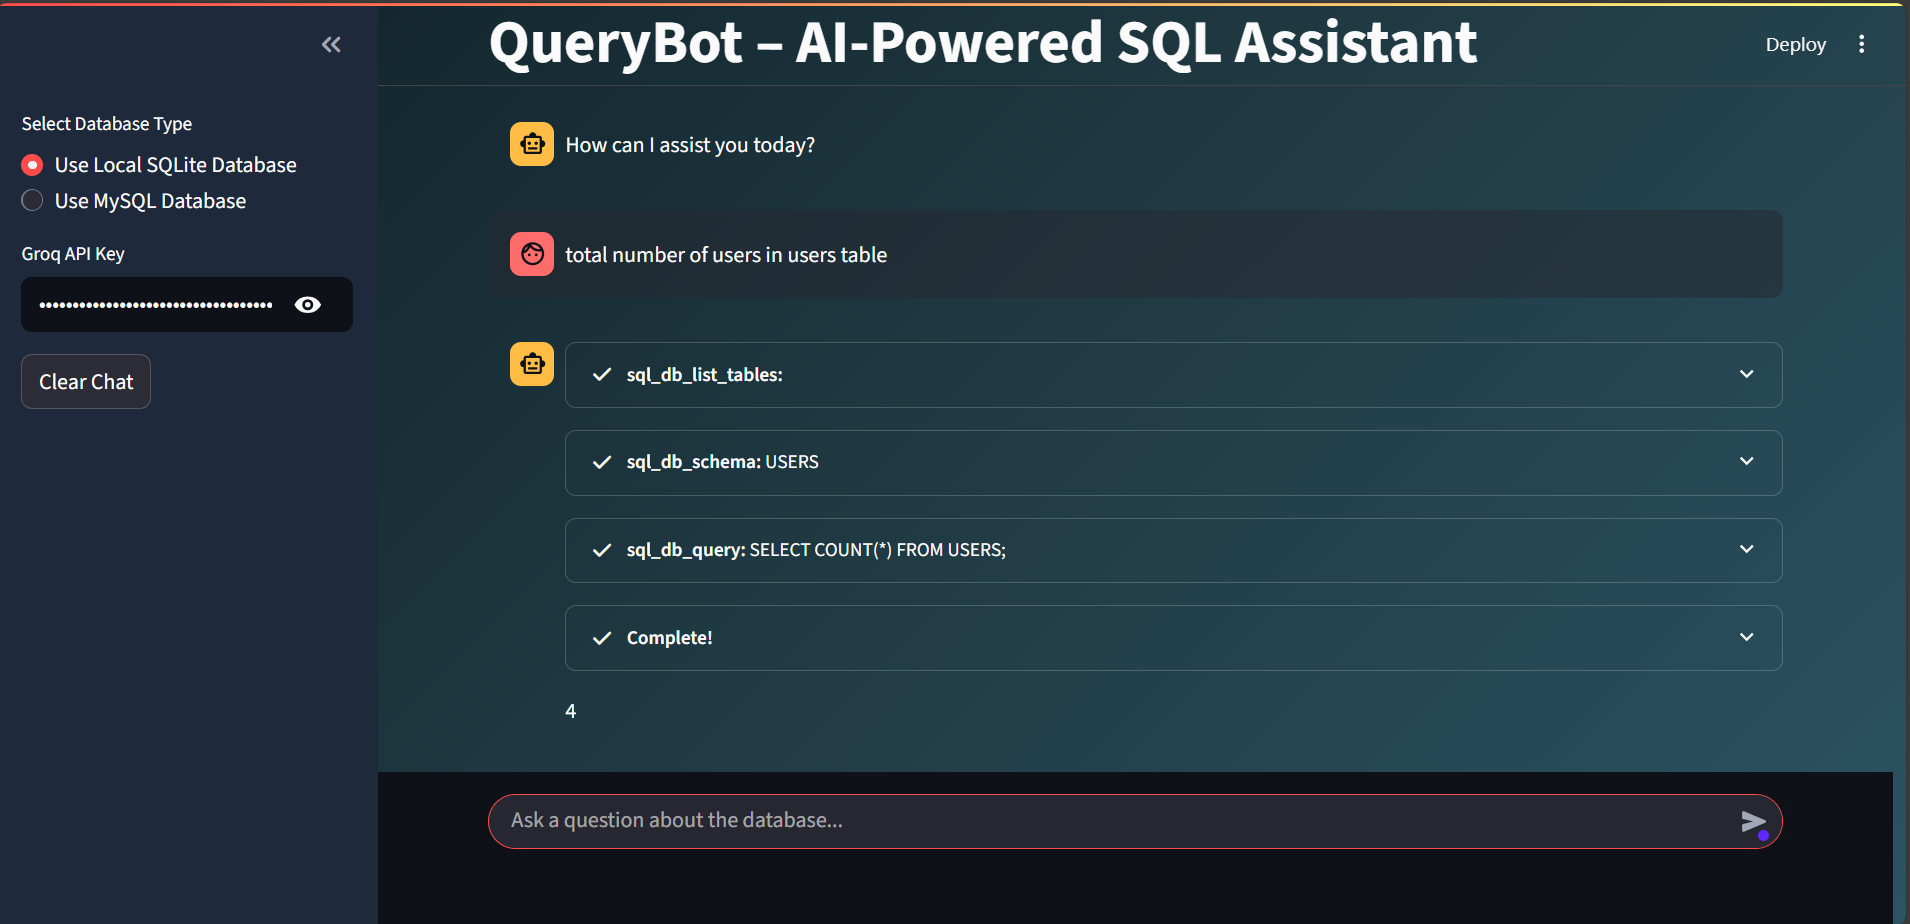 QueryBot – AI-Powered SQL Assistant
Deploy
Select Database Type
Use Local SQLite Database
Use MySQL Database
Groq API Key
Clear Chat
How can I assist you today?
total number of users in users table
sql_db_list_tables:
sql_db_schema: USERS
sql_db_query: SELECT COUNT(*) FROM USERS;
Complete!
4
Ask a question about the database...